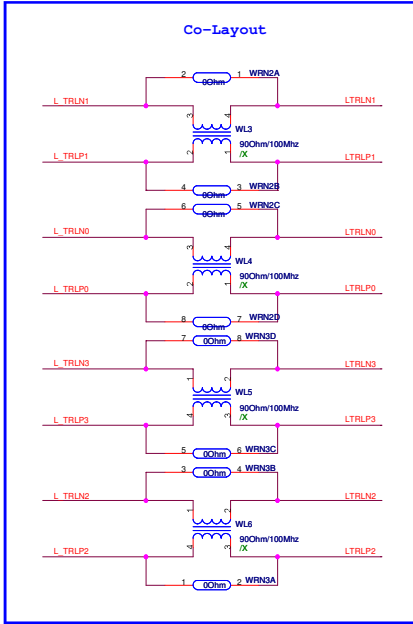 Co-Layout
2 0Ohm 1 WRN2A
L_TRLN1 LTRLN1
3 4
WL3
2 1 90Ohm/100Mhz
/X
L_TRLP1 LTRLP1
4 0Ohm 3 WRN2B
6 0Ohm 5 WRN2C
L_TRLN0 LTRLN0
3 4
WL4
2 1 90Ohm/100Mhz
/X
L_TRLP0 LTRLP0
8 0Ohm 7 WRN2D
7 0Ohm 8 WRN3D
L_TRLN3 LTRLN3
1 2
WL5
4 3 90Ohm/100Mhz
/X
L_TRLP3 LTRLP3
5 0Ohm 6 WRN3C
3 0Ohm 4 WRN3B
L_TRLN2 LTRLN2
1 2
WL6
4 3 90Ohm/100Mhz
/X
L_TRLP2 LTRLP2
1 0Ohm 2 WRN3A